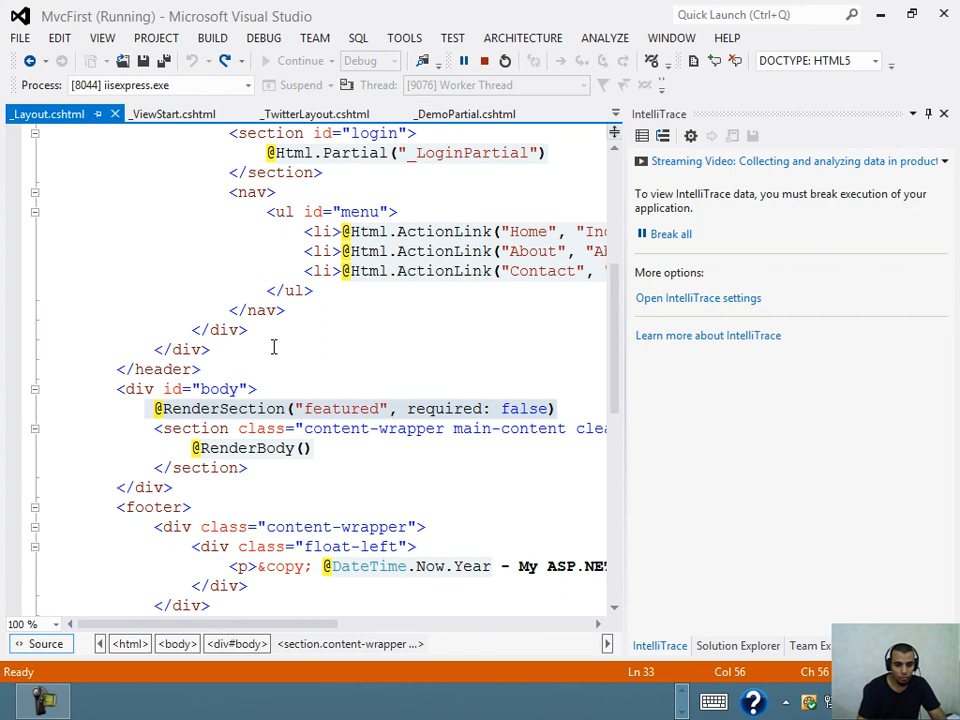 MvcFirst (Running) - Microsoft Visual Studio
Quick Launch (Ctrl+Q)
FILE EDIT VIEW PROJECT BUILD DEBUG TEAM SQL TOOLS TEST ARCHITECTURE ANALYZE WINDOW HELP
Continue Debug DOCTYPE: HTML5
Process: [8044] iisexpress.exe Suspend Thread: [9076] Worker Thread
_Layout.cshtml _ViewStart.cshtml _TwitterLayout.cshtml _DemoPartial.cshtml
IntelliTrace
<section id="login">
@Html.Partial("_LoginPartial")
</section>
<nav>
<ul id="menu">
<li>@Html.ActionLink("Home", "Ind
<li>@Html.ActionLink("About", "Ab
<li>@Html.ActionLink("Contact", "
</ul>
</nav>
</div>
</div>
</header>
<div id="body">
@RenderSection("featured", required: false)
<section class="content-wrapper main-content clea
@RenderBody()
</section>
</div>
<footer>
<div class="content-wrapper">
<div class="float-left">
<p>&copy; @DateTime.Now.Year - My ASP.NE
</div>
</div>
Streaming Video: Collecting and analyzing data in product
To view IntelliTrace data, you must break execution of your
application.
Break all
More options:
Open IntelliTrace settings
Learn more about IntelliTrace
100 %
Source <html> <body> <div#body> <section.content-wrapper ...>
IntelliTrace Solution Explorer Team Ex
Ready Ln 33 Col 56 Ch 56